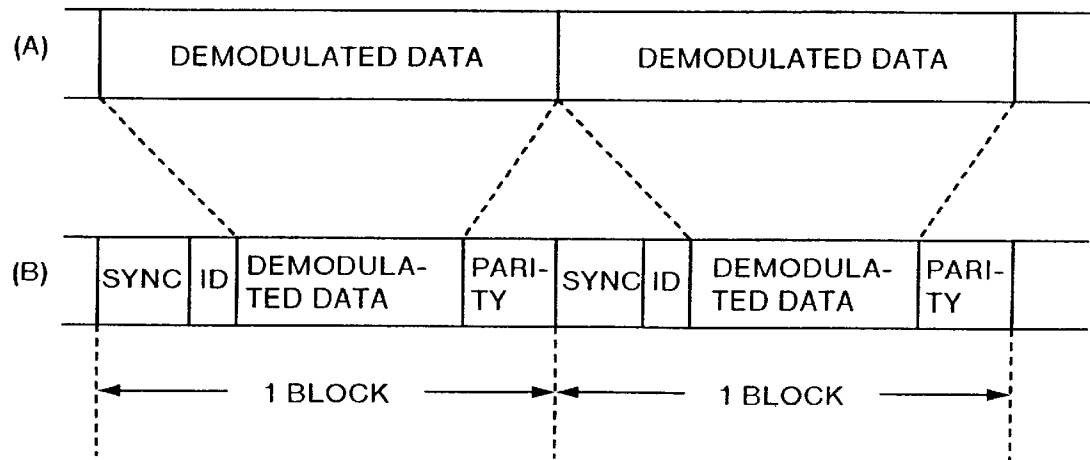 (A) DEMODULATED DATA DEMODULATED DATA
(B) SYNC ID DEMODULA- PARI- SYNC ID DEMODULA- PARI-
TED DATA TY TED DATA TY
1 BLOCK 1 BLOCK